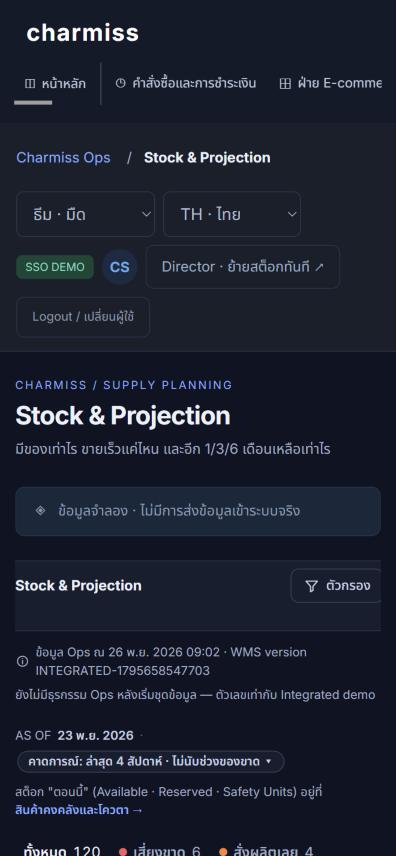 charmiss
หน้าหลัก
คำสั่งซื้อและการชำระเงิน
ฝ่าย E-comme
Charmiss Ops / Stock & Projection
ธีม · มืด
TH · ไทย
SSO DEMO
CS
Director · ย้ายสต็อกทันที ↗
Logout / เปลี่ยนผู้ใช้
CHARMISS / SUPPLY PLANNING
Stock & Projection
มีของเท่าไร ขายเร็วแค่ไหน และอีก 1/3/6 เดือนเหลือเท่าไร
ข้อมูลจำลอง · ไม่มีการส่งข้อมูลเข้าระบบจริง
Stock & Projection
ตัวกรอง
ข้อมูล Ops ณ 26 พ.ย. 2026 09:02 · WMS version
INTEGRATED-1795658547703
ยังไม่มีธุรกรรม Ops หลังเริ่มชุดข้อมูล — ตัวเลขเท่ากับ Integrated demo
AS OF 23 พ.ย. 2026 ·
คาดการณ์: ล่าสุด 4 สัปดาห์ · ไม่นับช่วงของขาด ▾
สต็อก "ตอนนี้" (Available · Reserved · Safety Units) อยู่ที่
สินค้าคงคลังและโควตา →
ทั้งหมด 120 เสี่ยงขาด 6 สั่งผลิตเลย 4